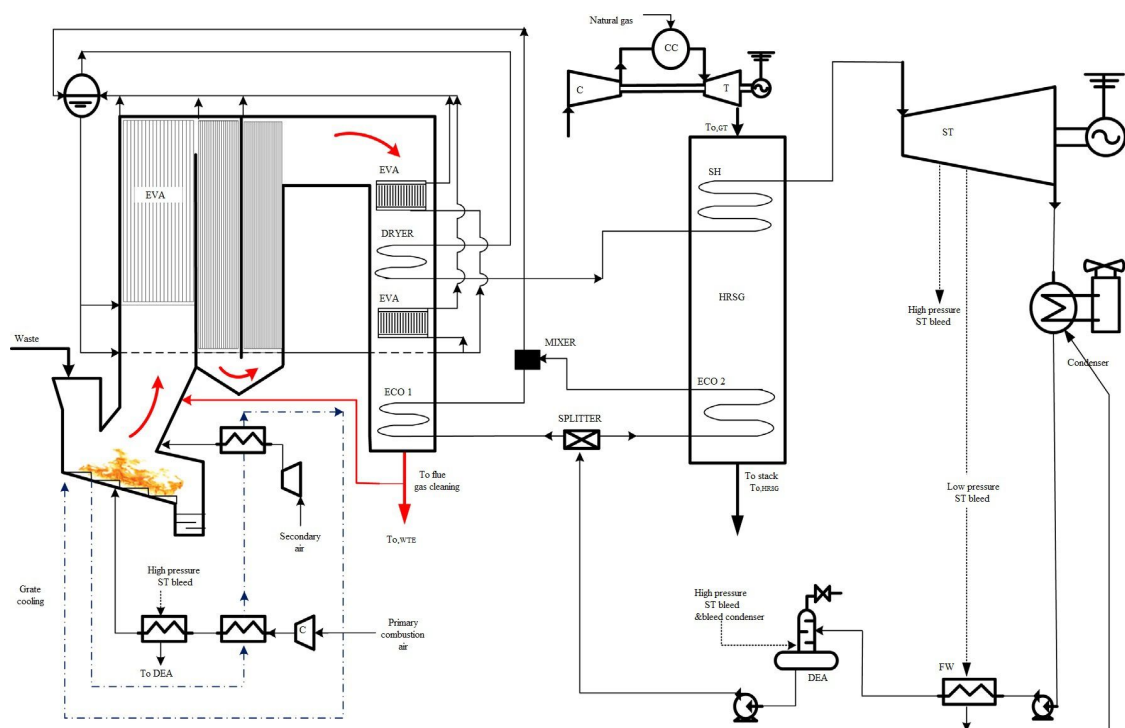 Natural gas
CC
C
T
To,GT
ST
EVA
EVA
SH
DRYER
HRSG
EVA
High pressure
ST bleed
Waste
MIXER
Condenser
ECO 1
ECO 2
SPLITTER
To flue
gas cleaning
To stack
To,HRSG
Low pressure
ST bleed
Secondary
air
To,WTE
Grate
cooling
High pressure
ST bleed
High pressure
ST bleed
&bleed condenser
C
Primary
combustion
air
To DEA
DEA
FW